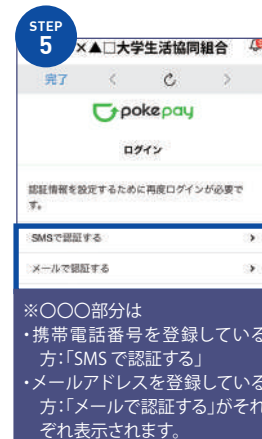 STEP
5
×▲□大学生活協同組合
完了
pokepay
ログイン
認証情報を設定するために再度ログインが必要で
す。
SMSで認証する
メールで認証する
※〇〇〇部分は
・携帯電話番号を登録している
方：「SMS で認証する」
・メールアドレスを登録している
方：「メールで認証する」がそれ
ぞれ表示されます。